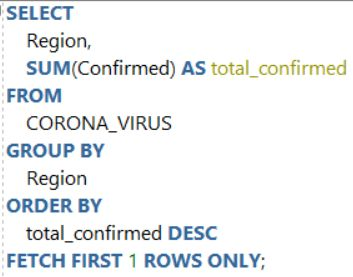 SELECT
Region,
SUM(Confirmed) AS total_confirmed
FROM
CORONA_VIRUS
GROUP BY
Region
ORDER BY
total_confirmed DESC
FETCH FIRST 1 ROWS ONLY;